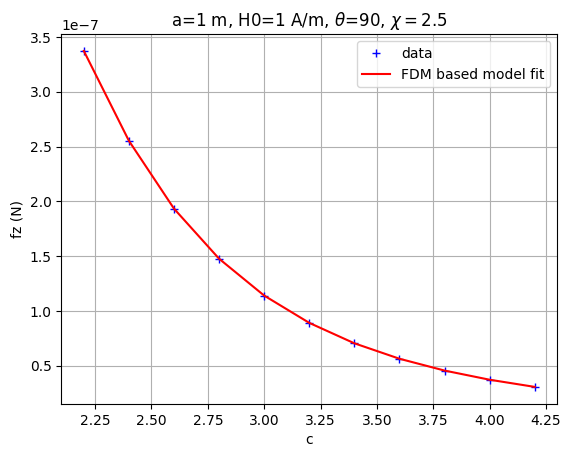 a=1 m, H0=1 A/m, θ=90, χ = 2.5
1e−7
data
FDM based model fit
3.5
3.0
2.5
2.0
1.5
1.0
0.5
fz (N)
2.25 2.50 2.75 3.00 3.25 3.50 3.75 4.00 4.25
c